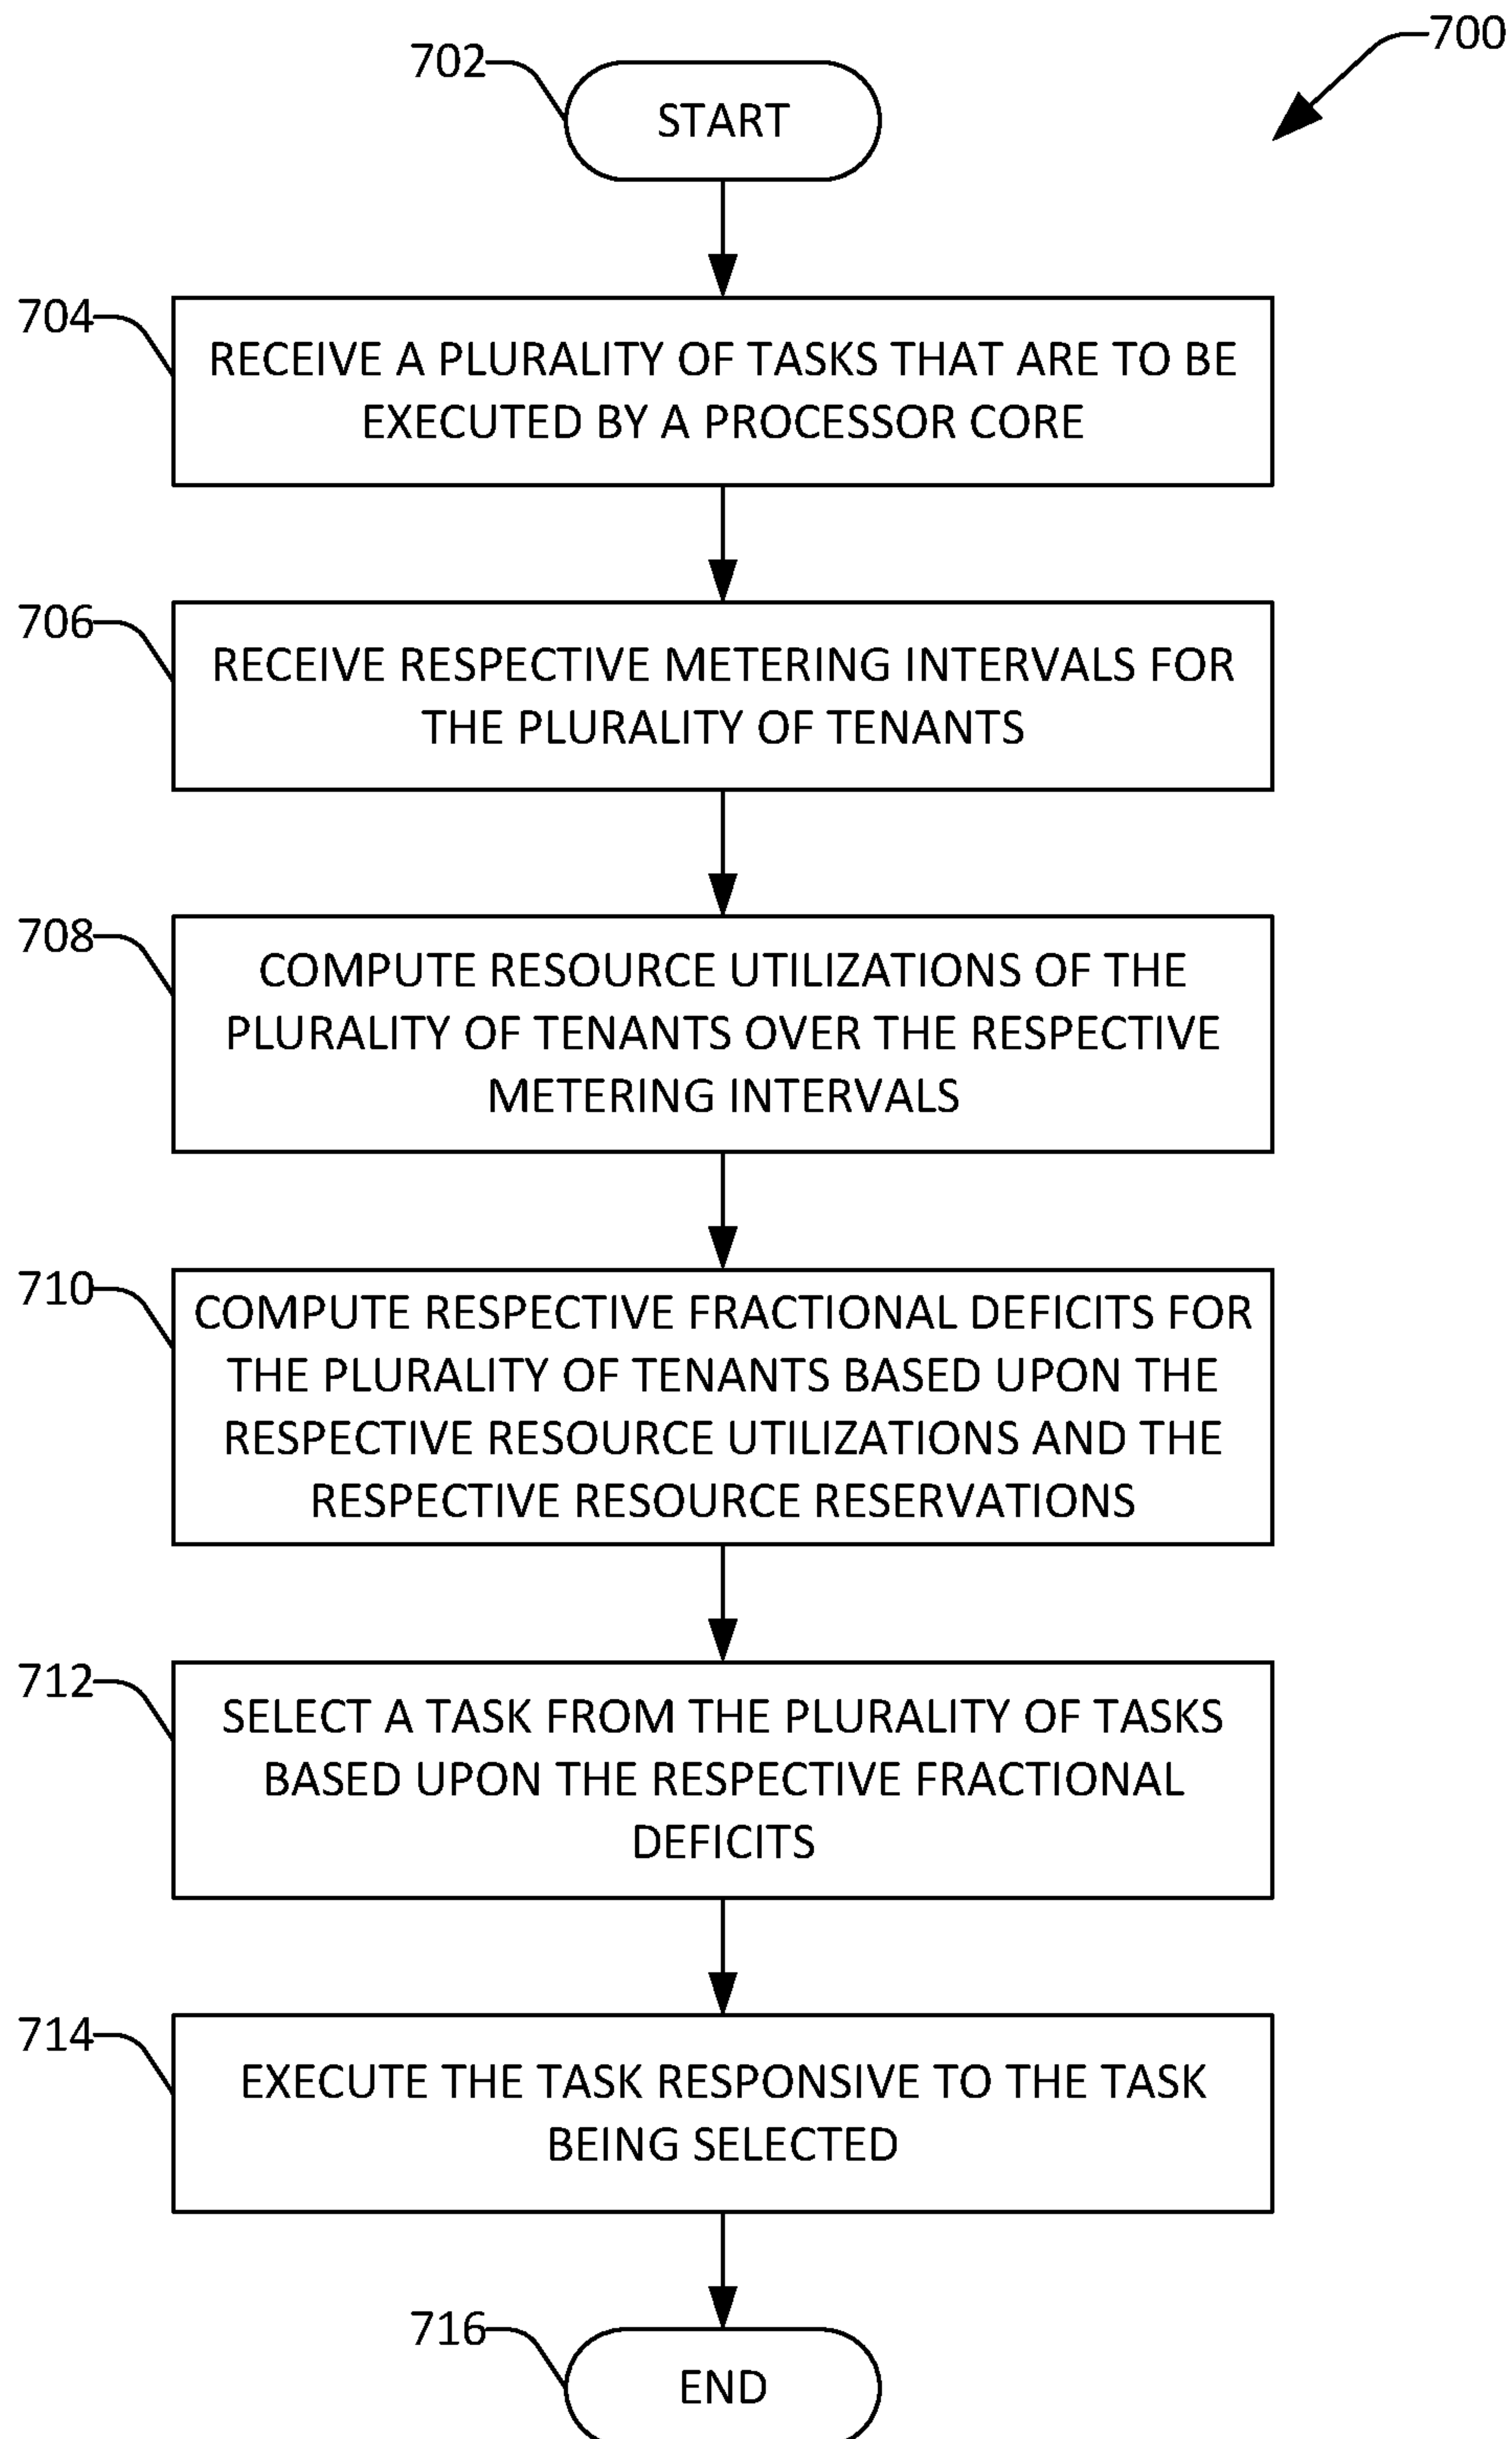 700
702
START
704
RECEIVE A PLURALITY OF TASKS THAT ARE TO BE
EXECUTED BY A PROCESSOR CORE
706
RECEIVE RESPECTIVE METERING INTERVALS FOR
THE PLURALITY OF TENANTS
708
COMPUTE RESOURCE UTILIZATIONS OF THE
PLURALITY OF TENANTS OVER THE RESPECTIVE
METERING INTERVALS
710
COMPUTE RESPECTIVE FRACTIONAL DEFICITS FOR
THE PLURALITY OF TENANTS BASED UPON THE
RESPECTIVE RESOURCE UTILIZATIONS AND THE
RESPECTIVE RESOURCE RESERVATIONS
712
SELECT A TASK FROM THE PLURALITY OF TASKS
BASED UPON THE RESPECTIVE FRACTIONAL
DEFICITS
714
EXECUTE THE TASK RESPONSIVE TO THE TASK
BEING SELECTED
716
END